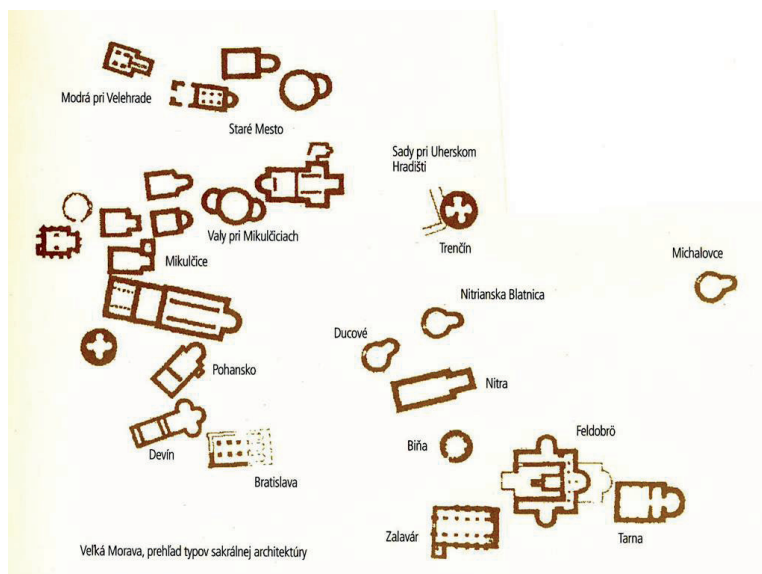 Modrá pri Velehrade
Staré Mesto
Sady pri Uherskom
Hradišti
Trenčín
Valy pri Mikulčiciach
Mikulčice
Michalovce
Nitrianska Blatnica
Ducové
Pohansko
Nitra
Devín
Bratislava
Biňa
Feldobrö
Zalavár
Tarna
Veľká Morava, prehľad typov sakrálnej architektúry